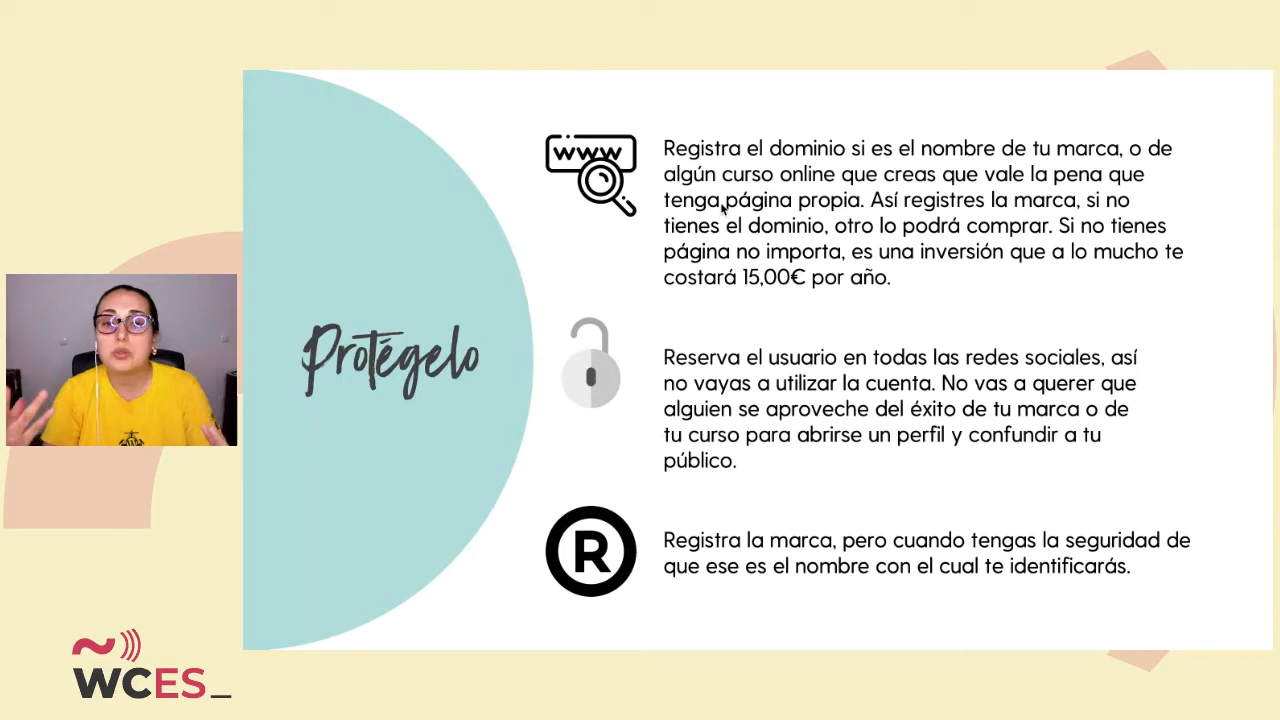 www
Registra el dominio si es el nombre de tu marca, o de
algún curso online que creas que vale la pena que
tenga página propia. Así registres la marca, si no
tienes el dominio, otro lo podrá comprar. Si no tienes
página no importa, es una inversión que a lo mucho te
costará 15,00€ por año.
Protégelo
Reserva el usuario en todas las redes sociales, así
no vayas a utilizar la cuenta. No vas a querer que
alguien se aproveche del éxito de tu marca o de
tu curso para abrirse un perfil y confundir a tu
público.
R
Registra la marca, pero cuando tengas la seguridad de
que ese es el nombre con el cual te identificarás.
WCES_